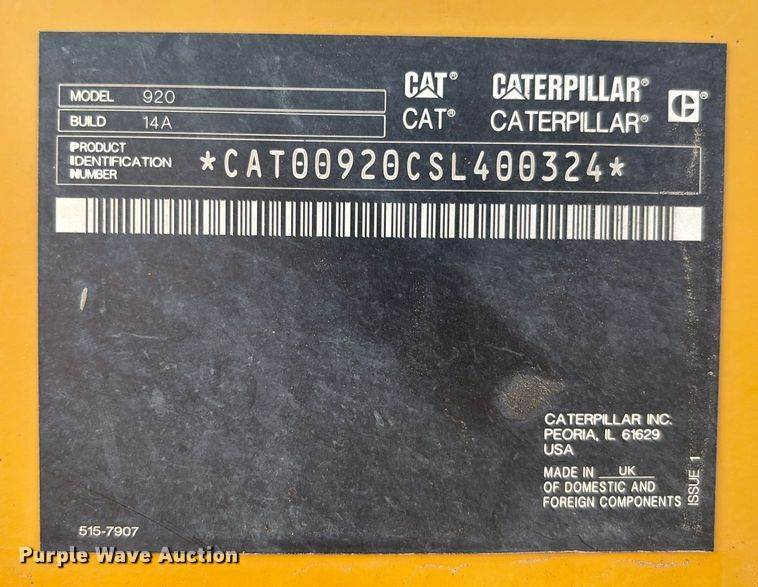 MODEL 920
BUILD 14A
CAT® CATERPILLAR®
CAT® CATERPILLAR®
C®
PRODUCT
IDENTIFICATION
NUMBER
*CAT00920CSL400324*
CATERPILLAR INC.
PEORIA, IL 61629
USA
MADE IN UK
OF DOMESTIC AND
FOREIGN COMPONENTS
ISSUE 1
515-7907
Purple Wave Auction